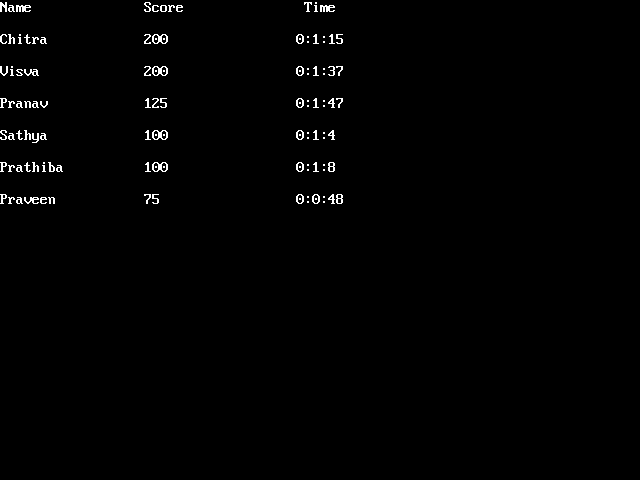 Name Score Time
Chitra 200 0:1:15
Visva 200 0:1:37
Pranav 125 0:1:47
Sathya 100 0:1:4
Prathiba 100 0:1:8
Praveen 75 0:0:48